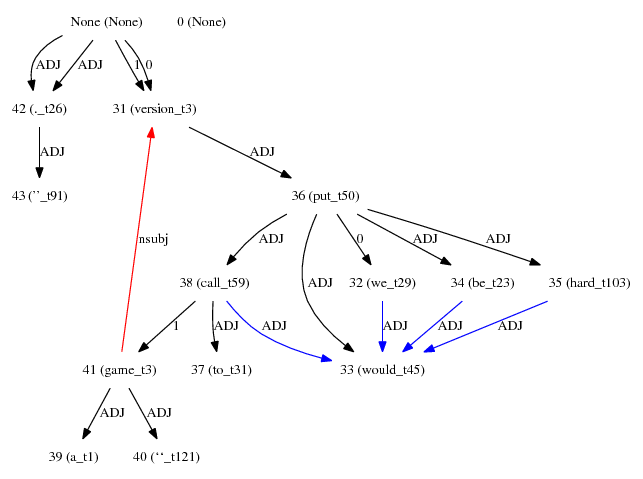 None (None) 0 (None)
ADJ ADJ 1 0
42 (._t26) 31 (version_t3)
ADJ ADJ
43 (’’_t91) 36 (put_t50)
nsubj ADJ ADJ 0 ADJ ADJ
38 (call_t59) 32 (we_t29) 34 (be_t23) 35 (hard_t103)
1 ADJ ADJ ADJ ADJ ADJ
41 (game_t3) 37 (to_t31) 33 (would_t45)
ADJ ADJ
39 (a_t1) 40 (‘‘_t121)